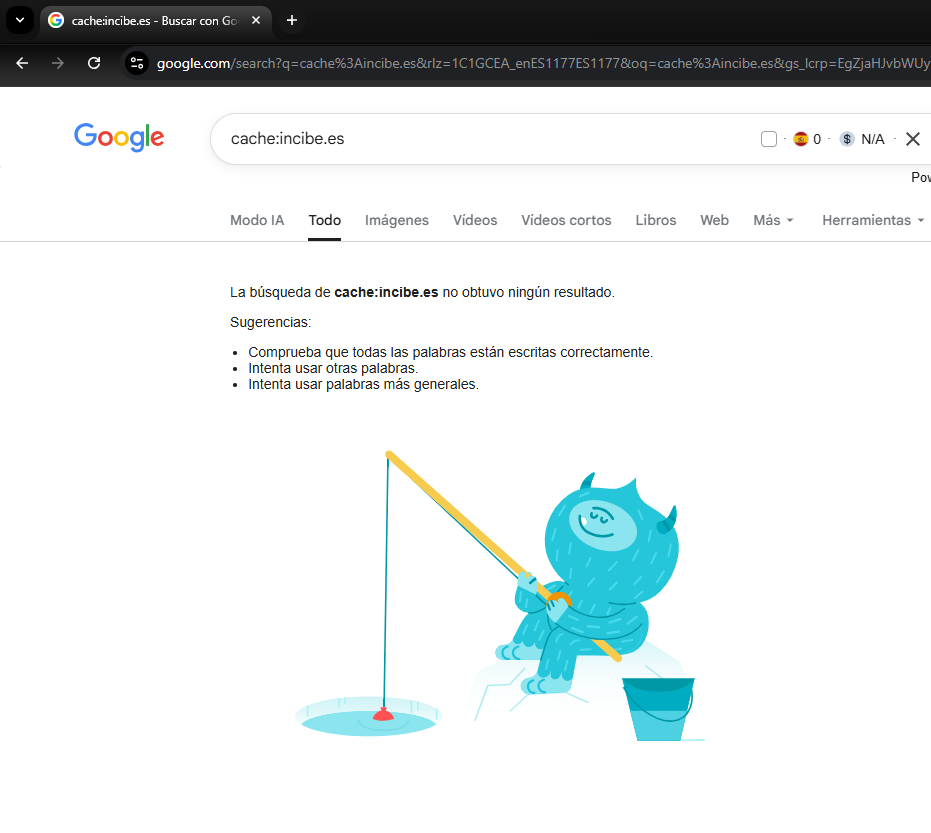 cache:incibe.es - Buscar con Go
google.com/search?q=cache%3Aincibe.es&rlz=1C1GCEA_enES1177ES1177&oq=cache%3Aincibe.es&gs_lcrp=EgZjaHJvbWUy
Google
cache:incibe.es
0 · $ N/A ·
Pow
Modo IA Todo Imágenes Vídeos Vídeos cortos Libros Web Más Herramientas
La búsqueda de cache:incibe.es no obtuvo ningún resultado.
Sugerencias:
• Comprueba que todas las palabras están escritas correctamente.
• Intenta usar otras palabras.
• Intenta usar palabras más generales.